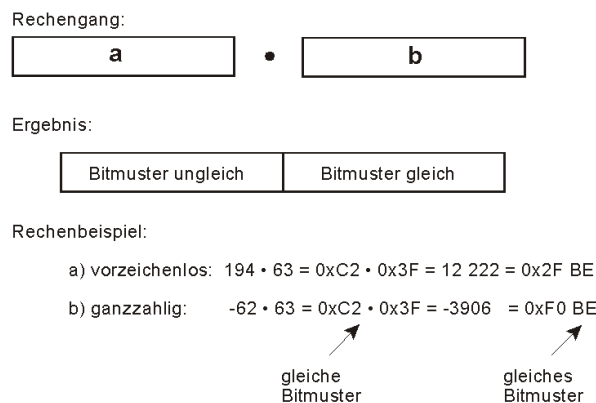 Rechengang:
a • b
Ergebnis:
Bitmuster ungleich Bitmuster gleich
Rechenbeispiel:
a) vorzeichenlos: 194 • 63 = 0xC2 • 0x3F = 12 222 = 0x2F BE
b) ganzzahlig: -62 • 63 = 0xC2 • 0x3F = -3906 = 0xF0 BE
gleiche gleiches
Bitmuster Bitmuster